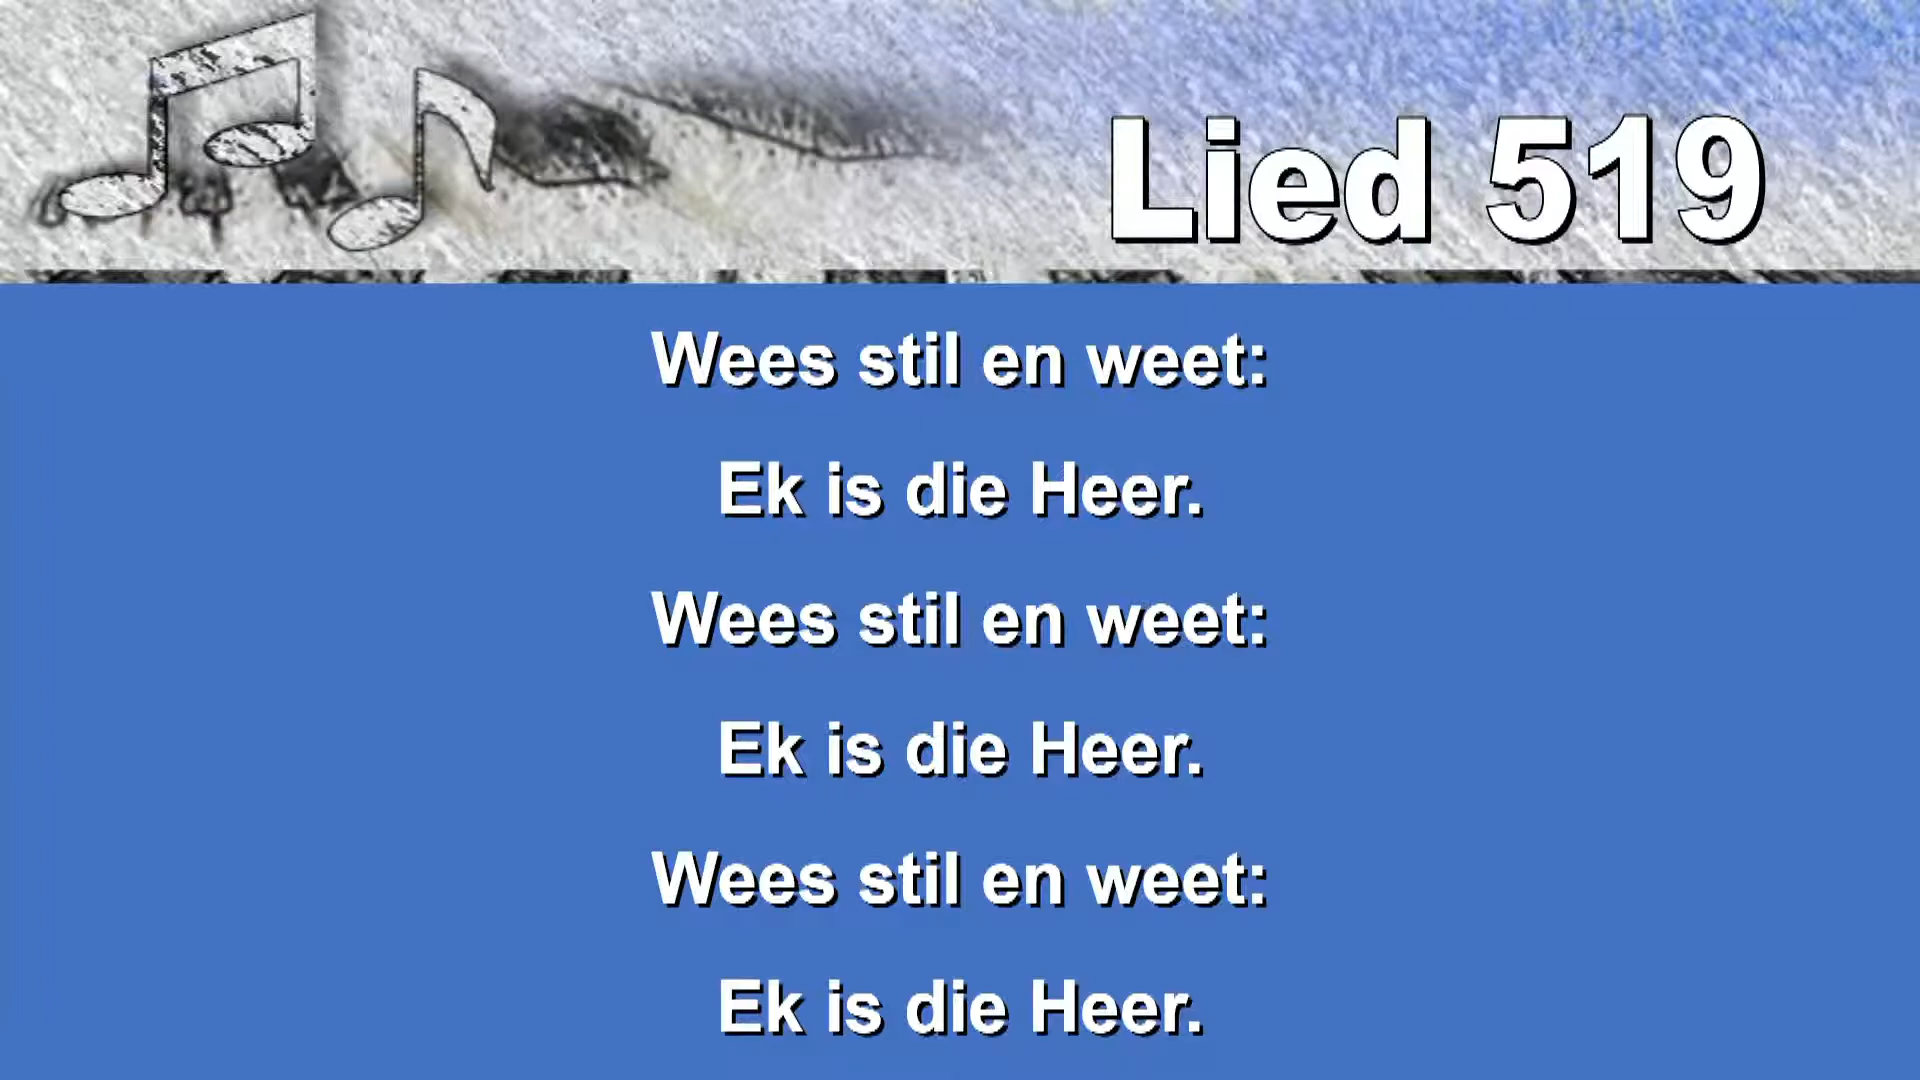 Lied 519
Wees stil en weet:
Ek is die Heer.
Wees stil en weet:
Ek is die Heer.
Wees stil en weet:
Ek is die Heer.